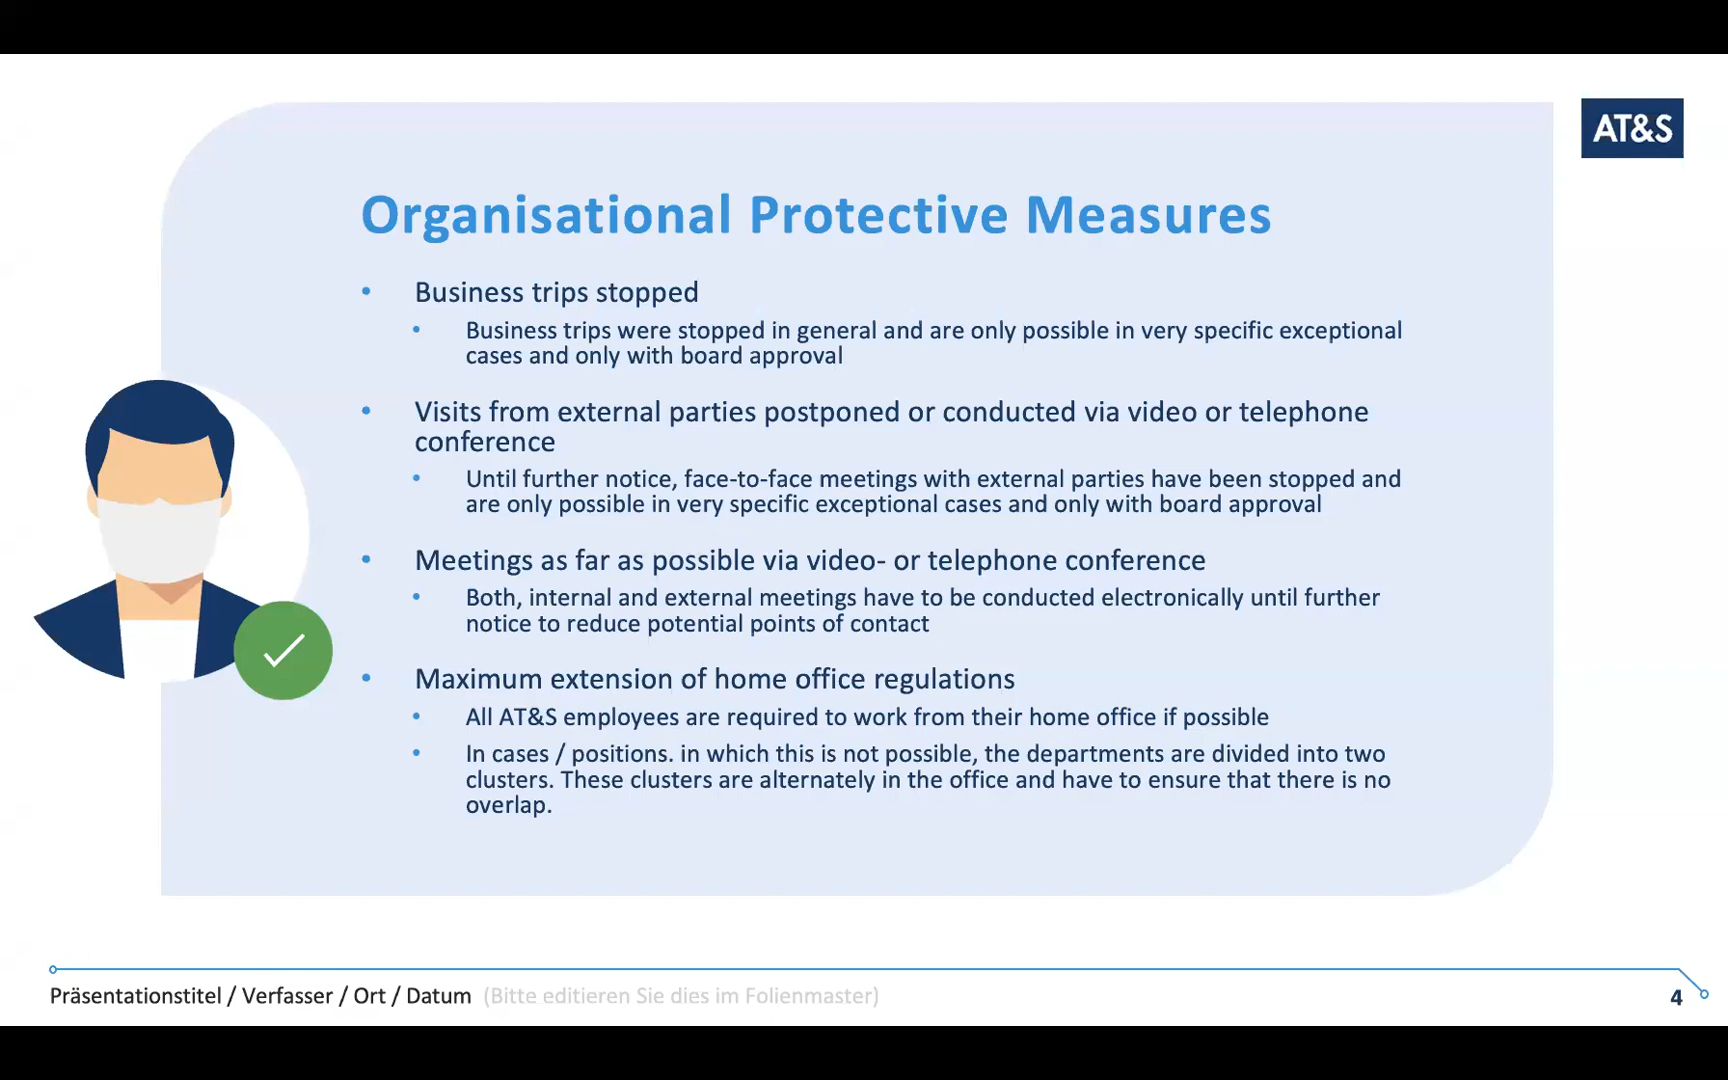 AT&S
Organisational Protective Measures
• Business trips stopped
• Business trips were stopped in general and are only possible in very specific exceptional
cases and only with board approval
• Visits from external parties postponed or conducted via video or telephone
conference
• Until further notice, face-to-face meetings with external parties have been stopped and
are only possible in very specific exceptional cases and only with board approval
• Meetings as far as possible via video- or telephone conference
• Both, internal and external meetings have to be conducted electronically until further
notice to reduce potential points of contact
• Maximum extension of home office regulations
• All AT&S employees are required to work from their home office if possible
• In cases / positions. in which this is not possible, the departments are divided into two
clusters. These clusters are alternately in the office and have to ensure that there is no
overlap.
Präsentationstitel / Verfasser / Ort / Datum (Bitte editieren Sie dies im Folienmaster)
4